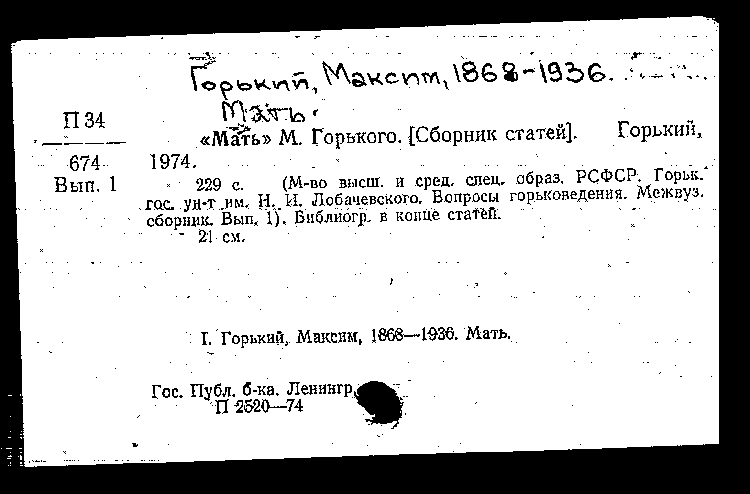 Горький, Максим, 1868-1936.
Мать.
П 34
674
Вып. 1
«Мать» М. Горького. [Сборник статей]. Горький,
1974.
229 с. (М-во высш. и сред. спец. образ. РСФСР. Горьк.
гос. ун-т им. Н. И. Лобачевского. Вопросы горьковедения. Межвуз.
сборник. Вып. 1). Библиогр. в конце статей.
21 см.
I. Горький, Максим, 1868—1936. Мать.
Гос. Публ. б-ка. Ленингр.
П 2520—74